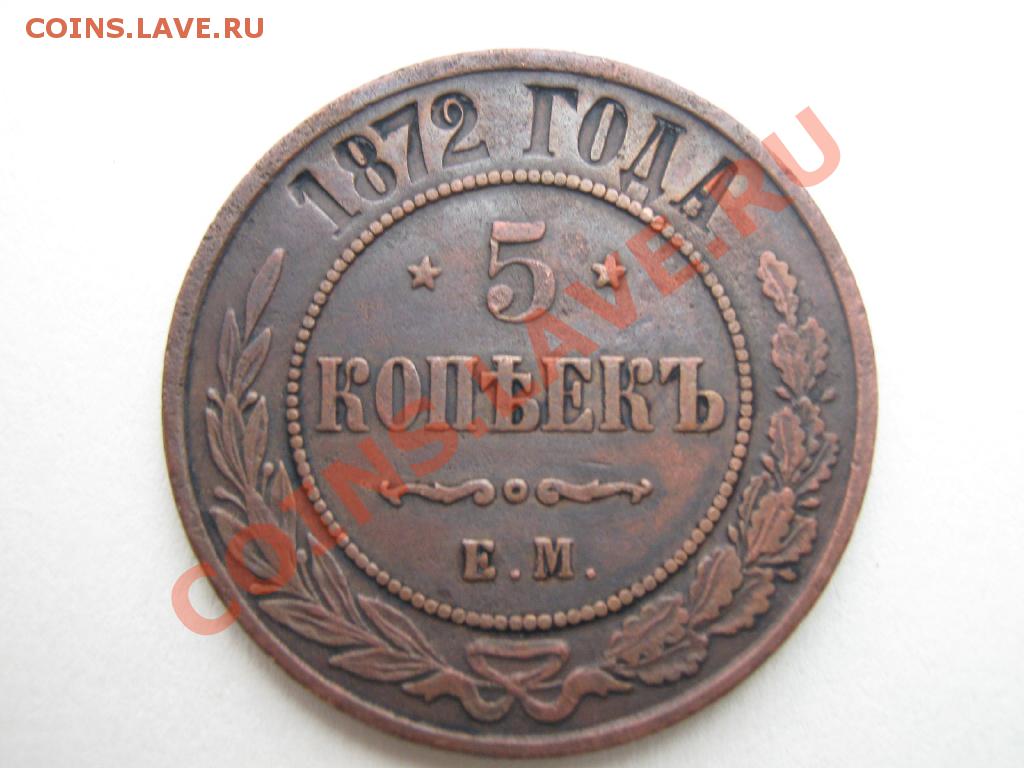 COINS.LAVE.RU
1872 ГОДА
5
КОПѢЕКЪ
Е.М.
COINS.LAVE.RU